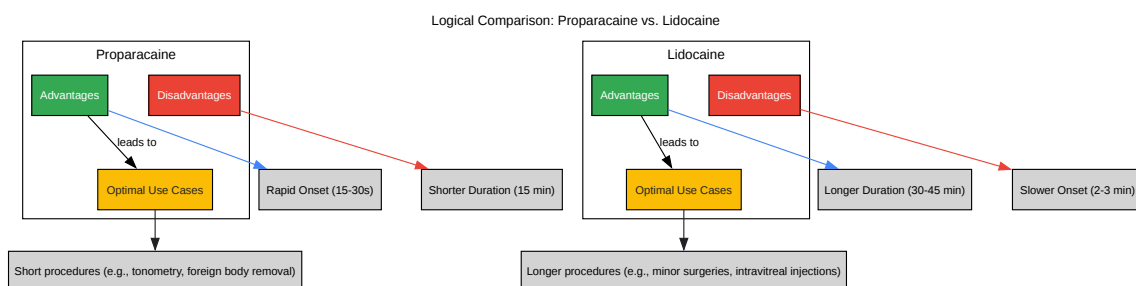 Logical Comparison: Proparacaine vs. Lidocaine
Proparacaine
Advantages
Disadvantages
leads to
Optimal Use Cases
Rapid Onset (15-30s)
Shorter Duration (15 min)
Short procedures (e.g., tonometry, foreign body removal)
Lidocaine
Advantages
Disadvantages
leads to
Optimal Use Cases
Longer Duration (30-45 min)
Slower Onset (2-3 min)
Longer procedures (e.g., minor surgeries, intravitreal injections)